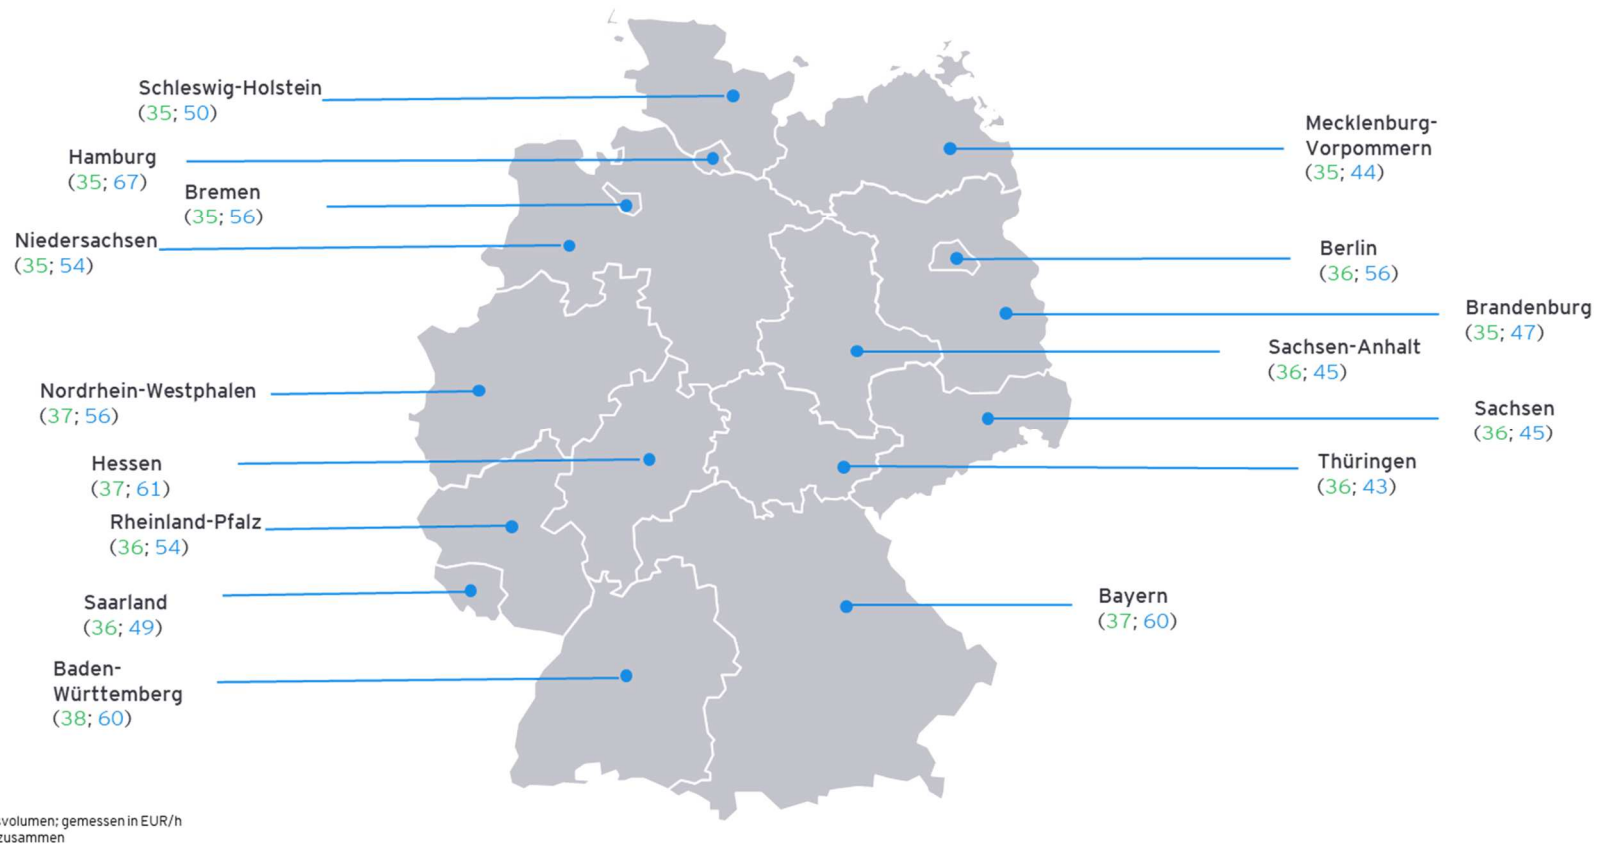 Schleswig-Holstein
(35; 50)
Hamburg
(35; 67)
Bremen
(35; 56)
Niedersachsen
(35; 54)
Nordrhein-Westphalen
(37; 56)
Hessen
(37; 61)
Rheinland-Pfalz
(36; 54)
Saarland
(36; 49)
Baden-
Württemberg
(38; 60)
Mecklenburg-
Vorpommern
(35; 44)
Berlin
(36; 56)
Brandenburg
(35; 47)
Sachsen-Anhalt
(36; 45)
Sachsen
(36; 45)
Thüringen
(36; 43)
Bayern
(37; 60)
svolumen; gemessen in EUR/h
zusammen